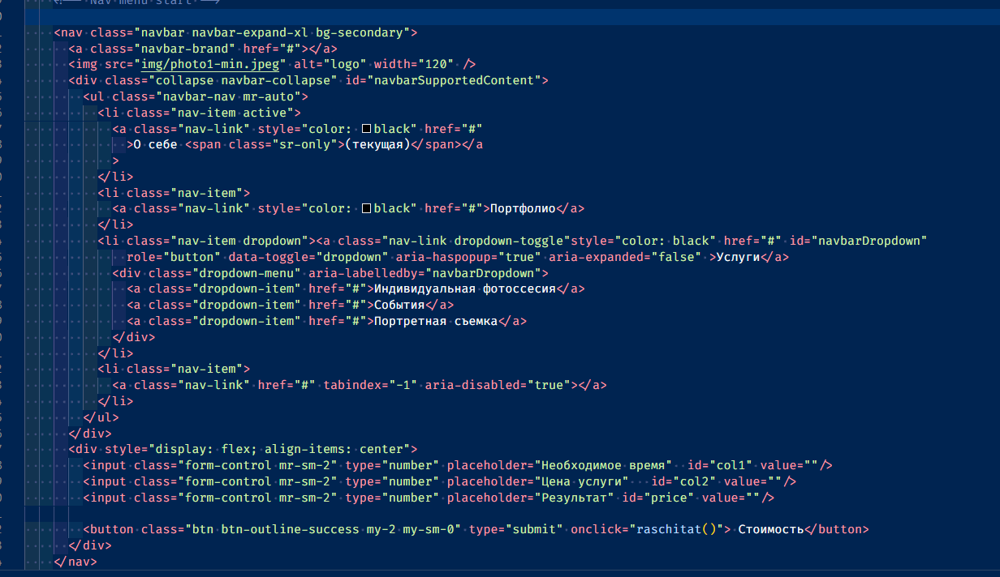 <!-- Nav menu start -->
<nav class="navbar navbar-expand-xl bg-secondary">
<a class="navbar-brand" href="#"></a>
<img src="img/photo1-min.jpeg" alt="logo" width="120" />
<div class="collapse navbar-collapse" id="navbarSupportedContent">
<ul class="navbar-nav mr-auto">
<li class="nav-item active">
<a class="nav-link" style="color: black" href="#"
>О себе <span class="sr-only">(текущая)</span></a
>
</li>
<li class="nav-item">
<a class="nav-link" style="color: black" href="#">Портфолио</a>
</li>
<li class="nav-item dropdown"><a class="nav-link dropdown-toggle"style="color: black" href="#" id="navbarDropdown"
role="button" data-toggle="dropdown" aria-haspopup="true" aria-expanded="false" >Услуги</a>
<div class="dropdown-menu" aria-labelledby="navbarDropdown">
<a class="dropdown-item" href="#">Индивидуальная фотоссесия</a>
<a class="dropdown-item" href="#">События</a>
<a class="dropdown-item" href="#">Портретная съемка</a>
</div>
</li>
<li class="nav-item">
<a class="nav-link" href="#" tabindex="-1" aria-disabled="true"></a>
</li>
</ul>
</div>
<div style="display: flex; align-items: center">
<input class="form-control mr-sm-2" type="number" placeholder="Необходимое время"  id="col1" value=""/>
<input class="form-control mr-sm-2" type="number" placeholder="Цена услуги"   id="col2" value=""/>
<input class="form-control mr-sm-2" type="number" placeholder="Результат" id="price" value=""/>
<button class="btn btn-outline-success my-2 my-sm-0" type="submit" onclick="raschitat()"> Стоимость</button>
</div>
</nav>